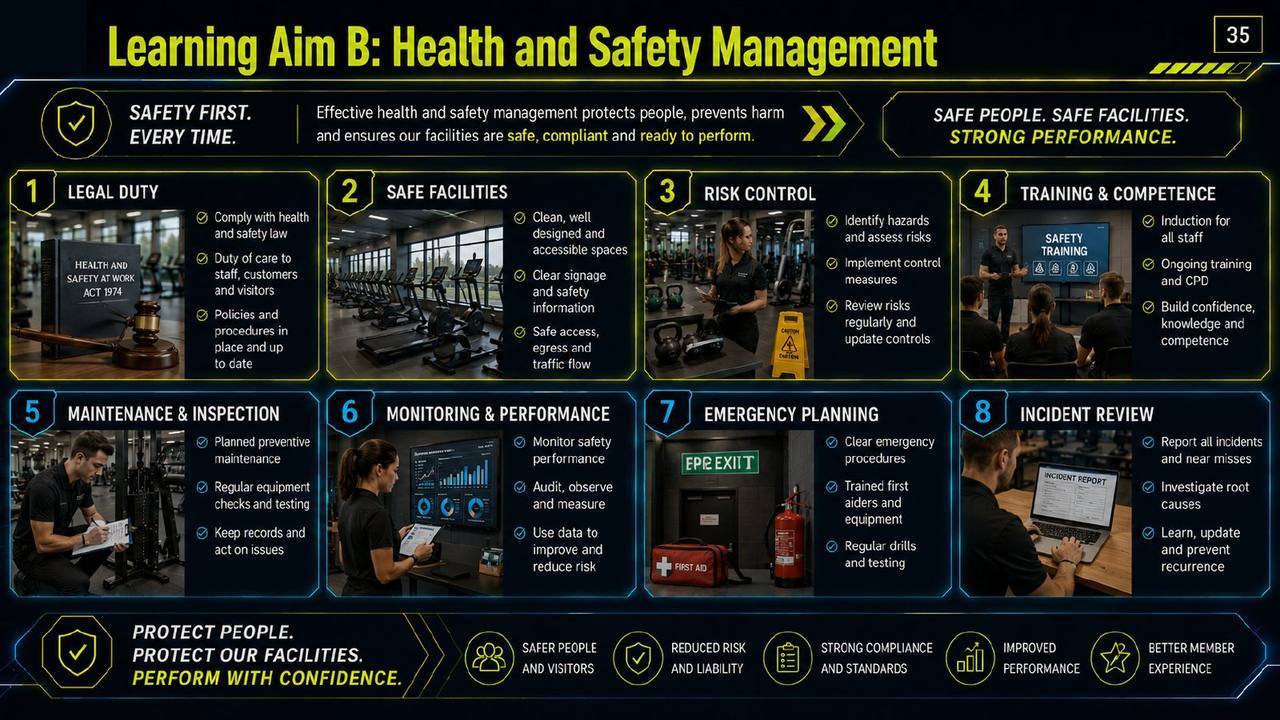 Learning Aim B: Health and Safety Management
35
SAFETY FIRST.
EVERY TIME.
Effective health and safety management protects people, prevents harm
and ensures our facilities are safe, compliant and ready to perform.
SAFE PEOPLE. SAFE FACILITIES.
STRONG PERFORMANCE.
1
LEGAL DUTY
HEALTH AND
SAFETY AT WORK
ACT 1974
Comply with health
and safety law
Duty of care to
staff, customers
and visitors
Policies and
procedures in
place and up
to date
2
SAFE FACILITIES
Clean, well
designed and
accessible spaces
Clear signage
and safety
information
Safe access,
egress and
traffic flow
3
RISK CONTROL
CAUTION
Identify hazards
and assess risks
Implement control
measures
Review risks
regularly and
update controls
4
TRAINING & COMPETENCE
SAFETY
TRAINING
Induction for
all staff
Ongoing training
and CPD
Build confidence,
knowledge and
competence
5
MAINTENANCE & INSPECTION
Planned preventive
maintenance
Regular equipment
checks and testing
Keep records and
act on issues
6
MONITORING & PERFORMANCE
Monitor safety
performance
Audit, observe
and measure
Use data to
improve and
reduce risk
7
EMERGENCY PLANNING
FIRST AID
Clear emergency
procedures
Trained first
aiders and
equipment
Regular drills
and testing
8
INCIDENT REVIEW
INCIDENT REPORT
Report all incidents
and near misses
Investigate root
causes
Learn, update
and prevent
recurrence
PROTECT PEOPLE.
PROTECT OUR FACILITIES.
PERFORM WITH CONFIDENCE.
SAFER PEOPLE
AND VISITORS
REDUCED RISK
AND LIABILITY
STRONG COMPLIANCE
AND STANDARDS
IMPROVED
PERFORMANCE
BETTER MEMBER
EXPERIENCE